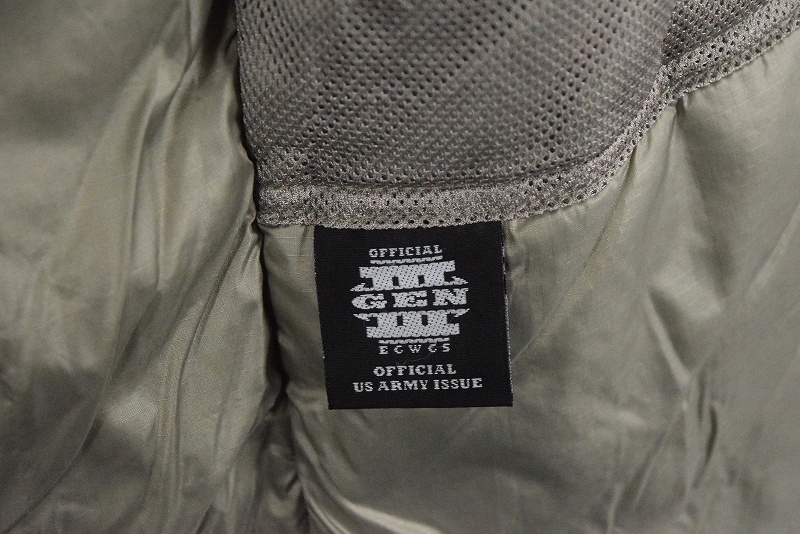 OFFICIAL
III
GEN
III
ECWCS
OFFICIAL
US ARMY ISSUE